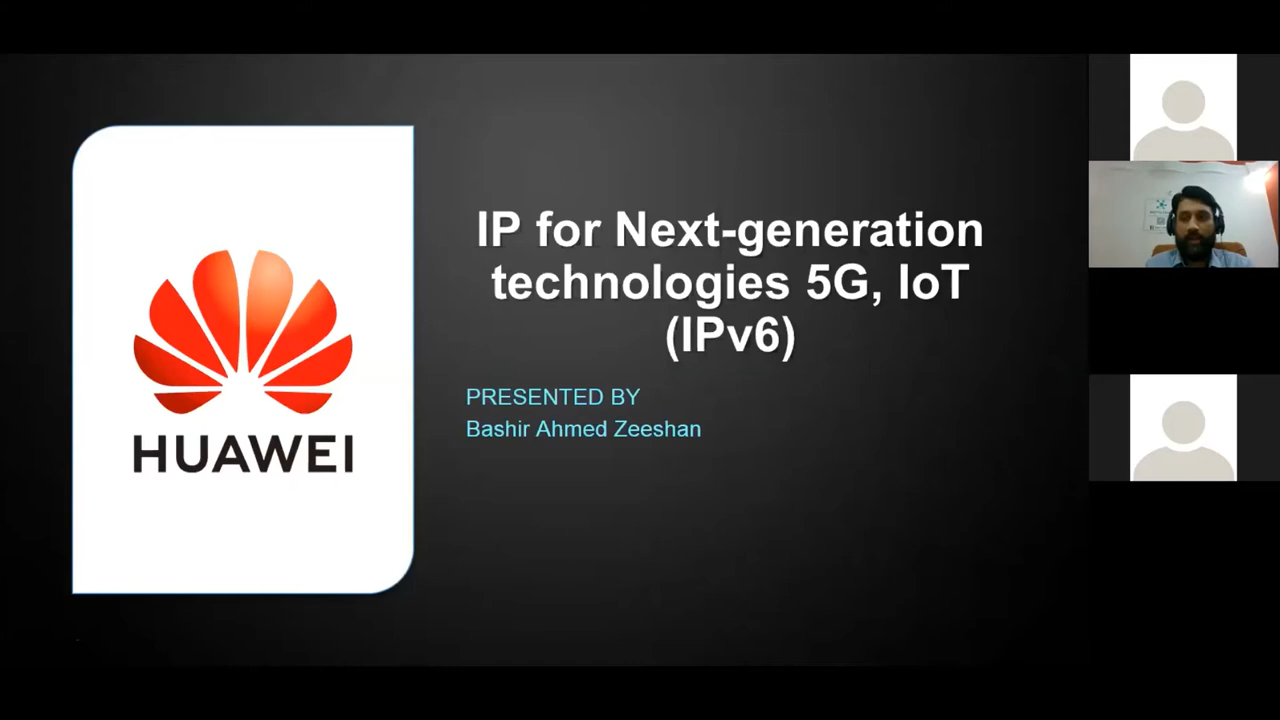 IP for Next-generation
technologies 5G, IoT
(IPv6)
PRESENTED BY
Bashir Ahmed Zeeshan
HUAWEI